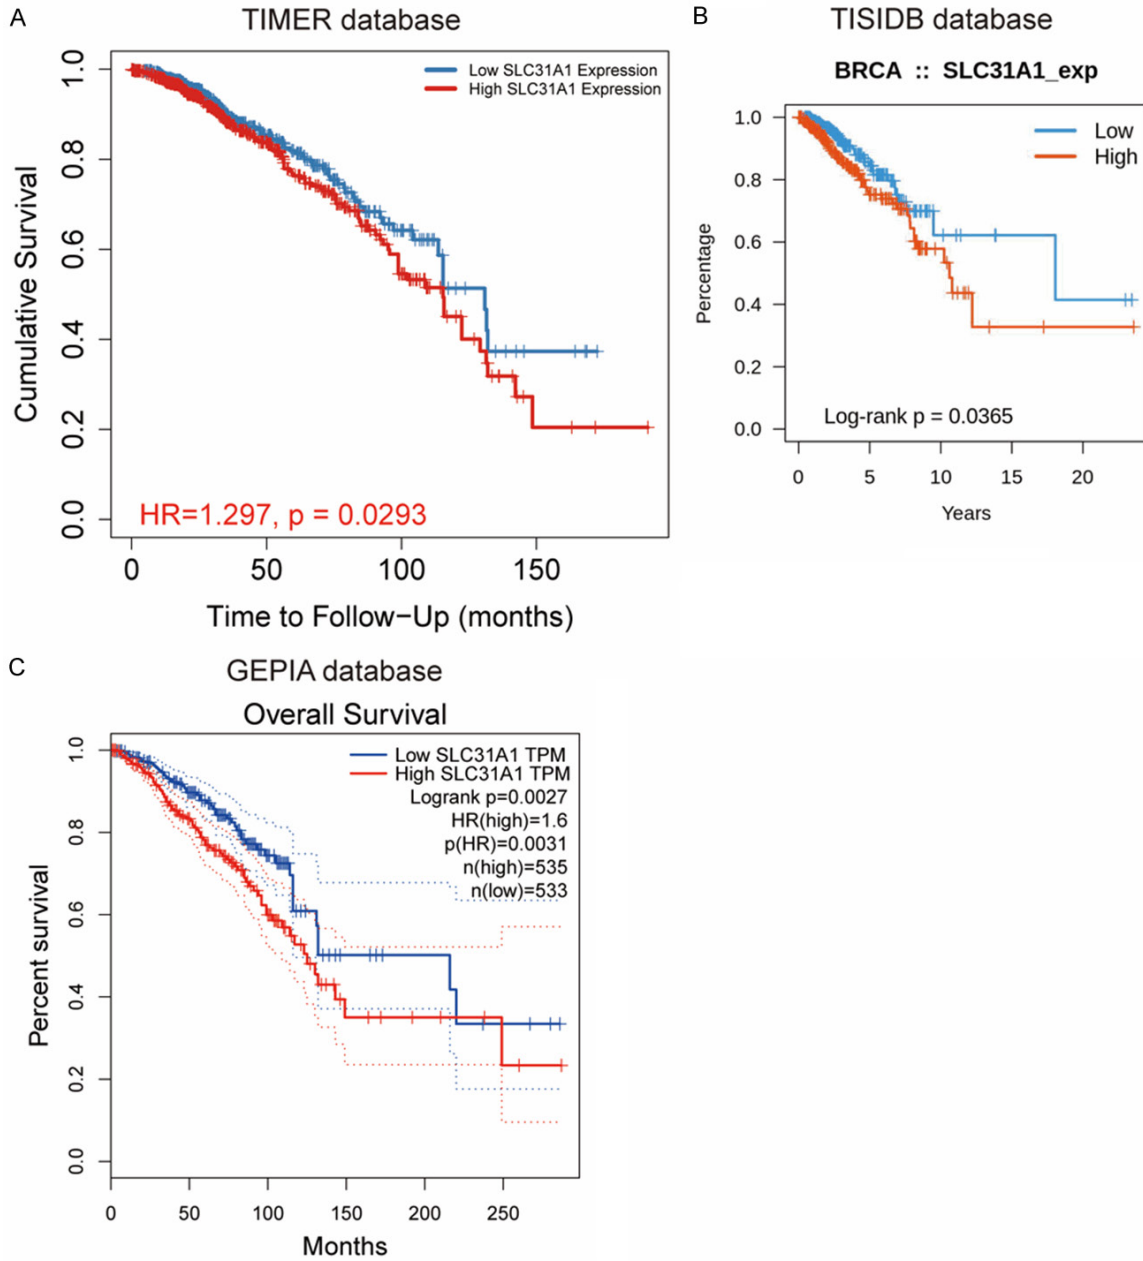 A
TIMER database
Low SLC31A1 Expression
High SLC31A1 Expression
1.0
0.8
0.6
0.4
0.2
0.0
Cumulative Survival
HR=1.297, p = 0.0293
0 50 100 150
Time to Follow−Up (months)
B
TISIDB database
BRCA :: SLC31A1_exp
Low
High
1.0
0.8
0.6
0.4
0.2
0.0
Percentage
Log-rank p = 0.0365
0 5 10 15 20
Years
C
GEPIA database
Overall Survival
Low SLC31A1 TPM
High SLC31A1 TPM
Logrank p=0.0027
HR(high)=1.6
p(HR)=0.0031
n(high)=535
n(low)=533
1.0
0.8
0.6
0.4
0.2
0.0
Percent survival
0 50 100 150 200 250
Months